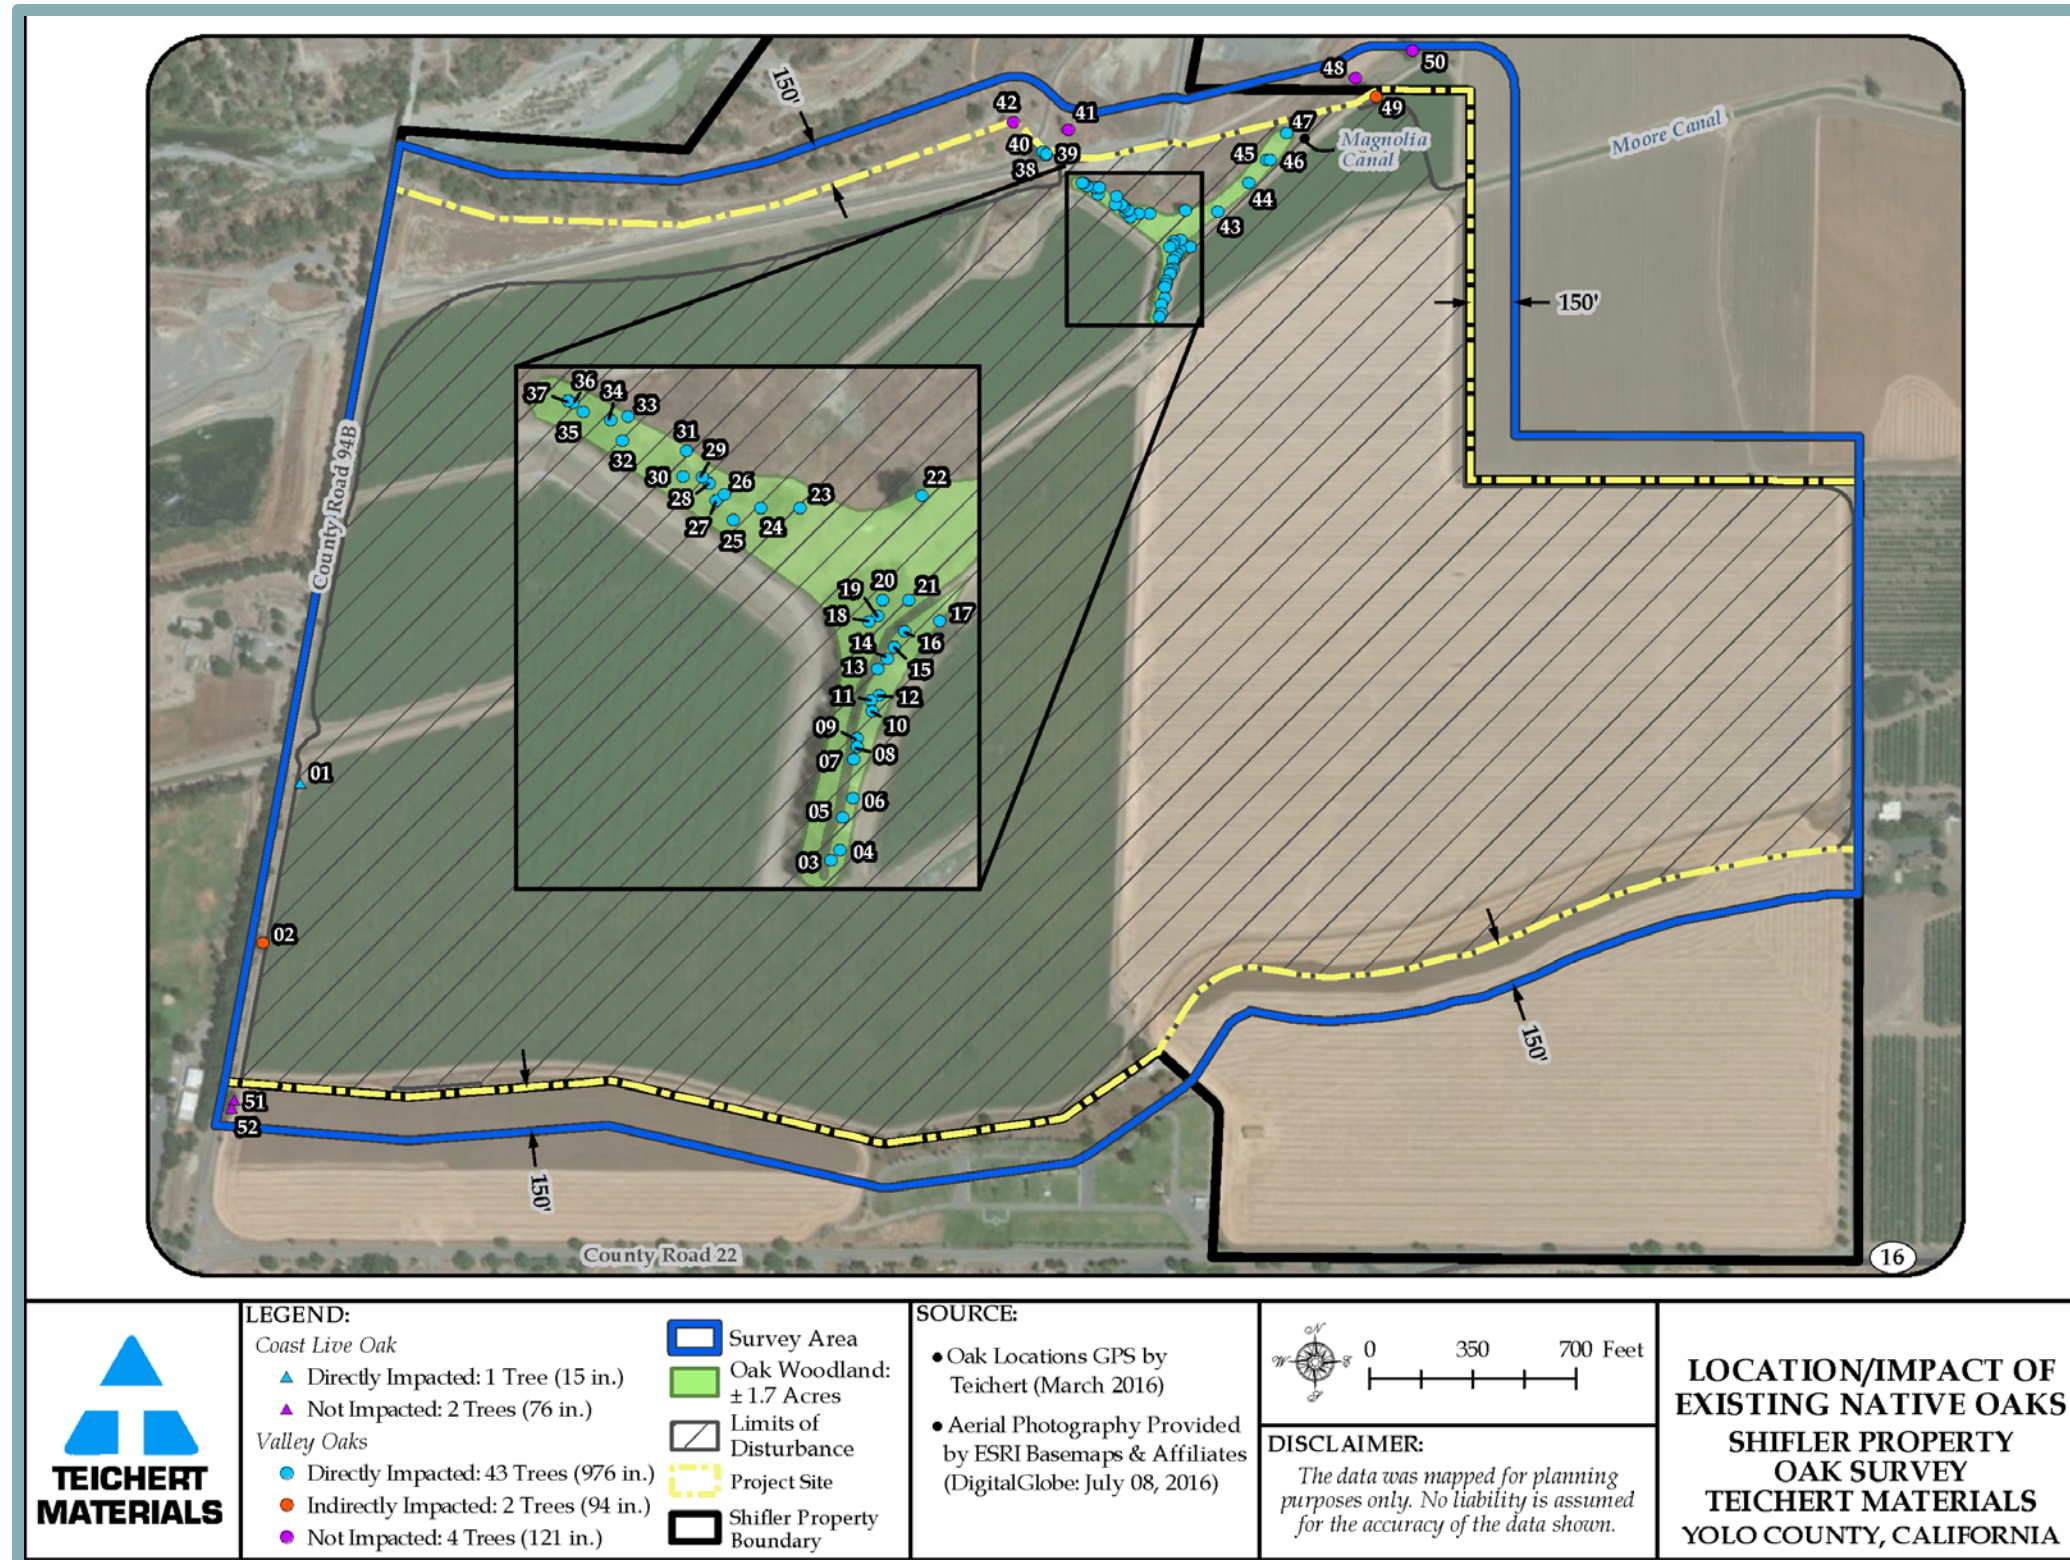 150'
42
41
40
39
38
48
50
49
47
Magnolia
Canal
45
46
44
43
Moore Canal
150'
County Road 94B
36
37
34
33
35
32
31
29
30
26
28
27
25
24
23
22
20
19
21
18
17
16
14
15
13
11
12
10
09
08
07
06
05
04
03
01
02
51
52
150'
150'
County Road 22
16
TEICHERT
MATERIALS
LEGEND:
Coast Live Oak
Directly Impacted: 1 Tree (15 in.)
Not Impacted: 2 Trees (76 in.)
Valley Oaks
Directly Impacted: 43 Trees (976 in.)
Indirectly Impacted: 2 Trees (94 in.)
Not Impacted: 4 Trees (121 in.)
Survey Area
Oak Woodland:
± 1.7 Acres
Limits of
Disturbance
Project Site
Shifler Property
Boundary
SOURCE:
• Oak Locations GPS by
Teichert (March 2016)
• Aerial Photography Provided
by ESRI Basemaps & Affiliates
(DigitalGlobe: July 08, 2016)
N
W E
S
0 350 700 Feet
DISCLAIMER:
The data was mapped for planning
purposes only. No liability is assumed
for the accuracy of the data shown.
LOCATION/IMPACT OF
EXISTING NATIVE OAKS
SHIFLER PROPERTY
OAK SURVEY
TEICHERT MATERIALS
YOLO COUNTY, CALIFORNIA